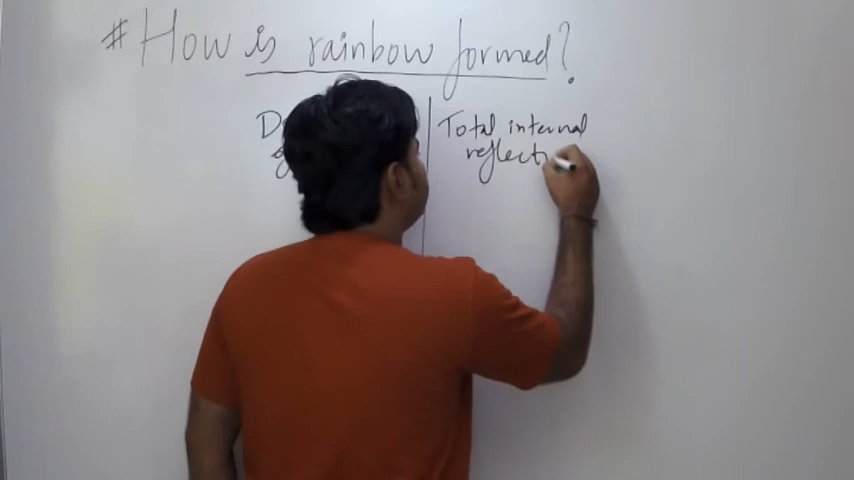 # How is rainbow formed?
Total internal
reflect